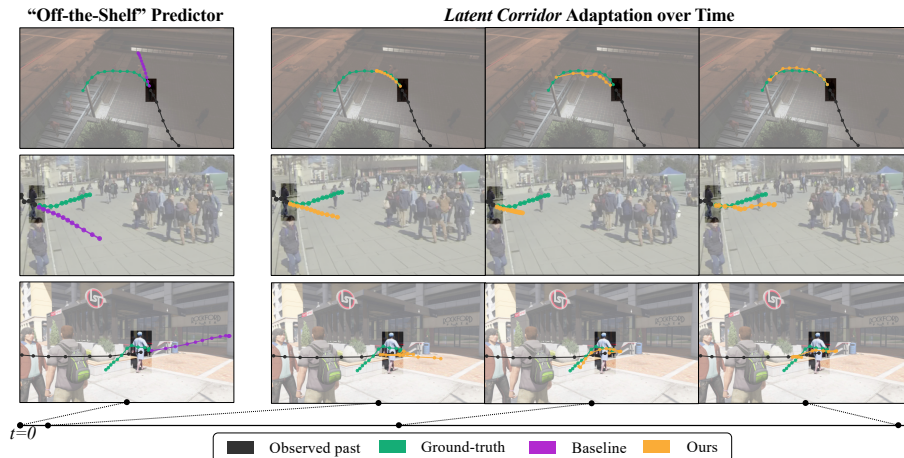 “Off-the-Shelf” Predictor
Latent Corridor Adaptation over Time
t=0
Observed past
Ground-truth
Baseline
Ours